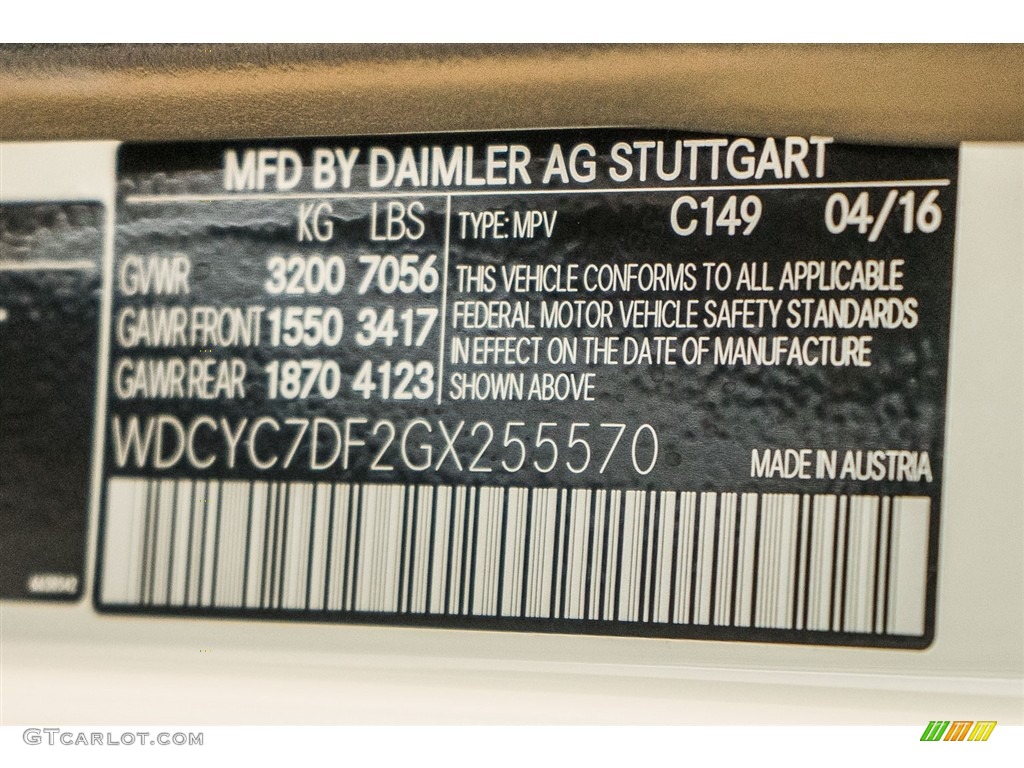 MFD BY DAIMLER AG STUTTGART
KG LBS
GVWR 3200 7056
GAWR FRONT 1550 3417
GAWR REAR 1870 4123
TYPE: MPV C149 04/16
THIS VEHICLE CONFORMS TO ALL APPLICABLE
FEDERAL MOTOR VEHICLE SAFETY STANDARDS
IN EFFECT ON THE DATE OF MANUFACTURE
SHOWN ABOVE
WDCYC7DF2GX255570
MADE IN AUSTRIA
GTCARLOT.COM